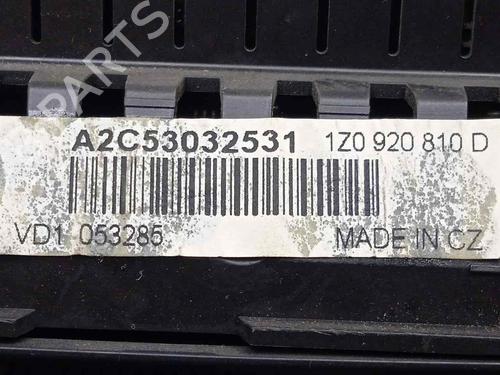 PARTS
A2C53032531 1Z0 920 810 D
VD1 053285 MADE IN CZ